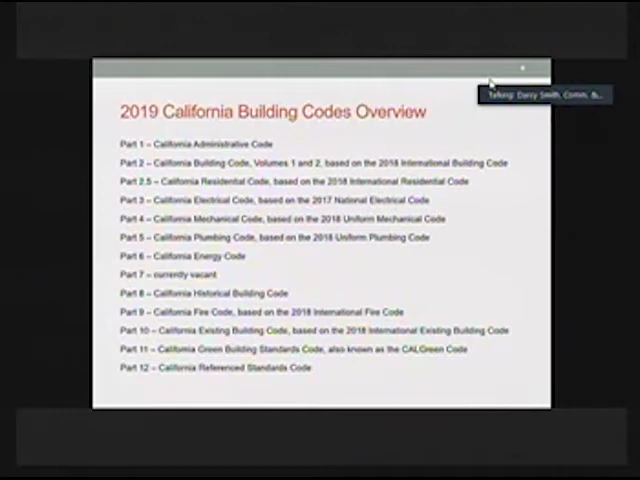 Talking: Darcy Smith, Comm. &...
2019 California Building Codes Overview
Part 1 – California Administrative Code
Part 2 – California Building Code, Volumes 1 and 2, based on the 2018 International Building Code
Part 2.5 – California Residential Code, based on the 2018 International Residential Code
Part 3 – California Electrical Code, based on the 2017 National Electrical Code
Part 4 – California Mechanical Code, based on the 2018 Uniform Mechanical Code
Part 5 – California Plumbing Code, based on the 2018 Uniform Plumbing Code
Part 6 – California Energy Code
Part 7 – currently vacant
Part 8 – California Historical Building Code
Part 9 – California Fire Code, based on the 2018 International Fire Code
Part 10 – California Existing Building Code, based on the 2018 International Existing Building Code
Part 11 – California Green Building Standards Code, also known as the CALGreen Code
Part 12 – California Referenced Standards Code